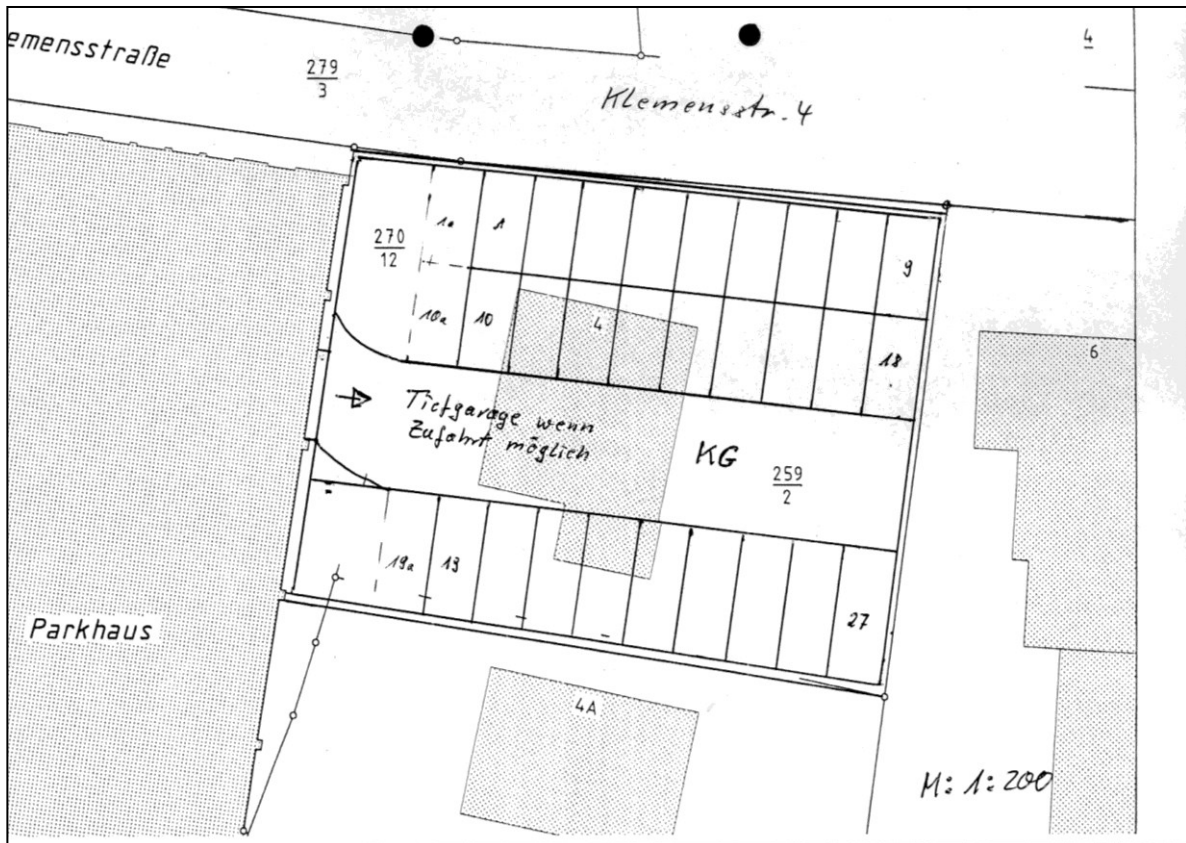 emensstraße
279
3
4
Klemensstr. 4
270
12
1a
1
9
10a
10
4
18
6
Tiefgarage wenn
Zufahrt möglich
KG
259
2
19a
19
27
Parkhaus
4A
M: 1:200